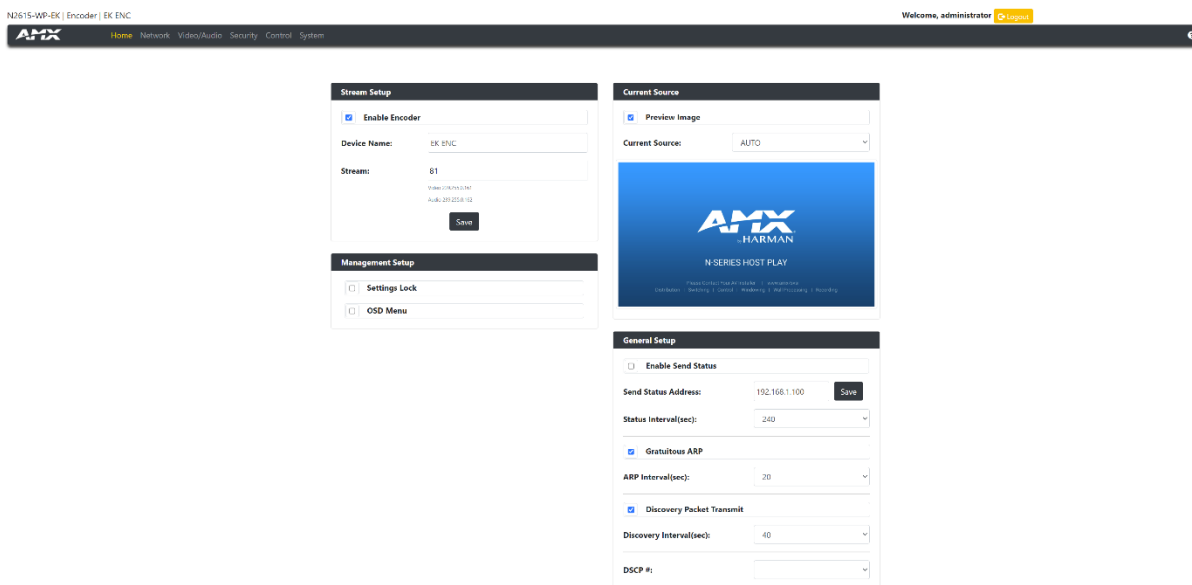 N2615-WP-EK | Encoder | EK ENC
Welcome, administrator Logout
AMX Home Network Video/Audio Security Control System
Stream Setup
Enable Encoder
Device Name: EK ENC
Stream: 81
Save
Management Setup
Settings Lock
OSD Menu
Current Source
Preview Image
Current Source: AUTO
AMX
by HARMAN
N-SERIES HOST PLAY
General Setup
Enable Send Status
Send Status Address: 192.168.1.100 Save
Status Interval(sec): 240
Gratuitous ARP
ARP Interval(sec): 20
Discovery Packet Transmit
Discovery Interval(sec): 40
DSCP #: